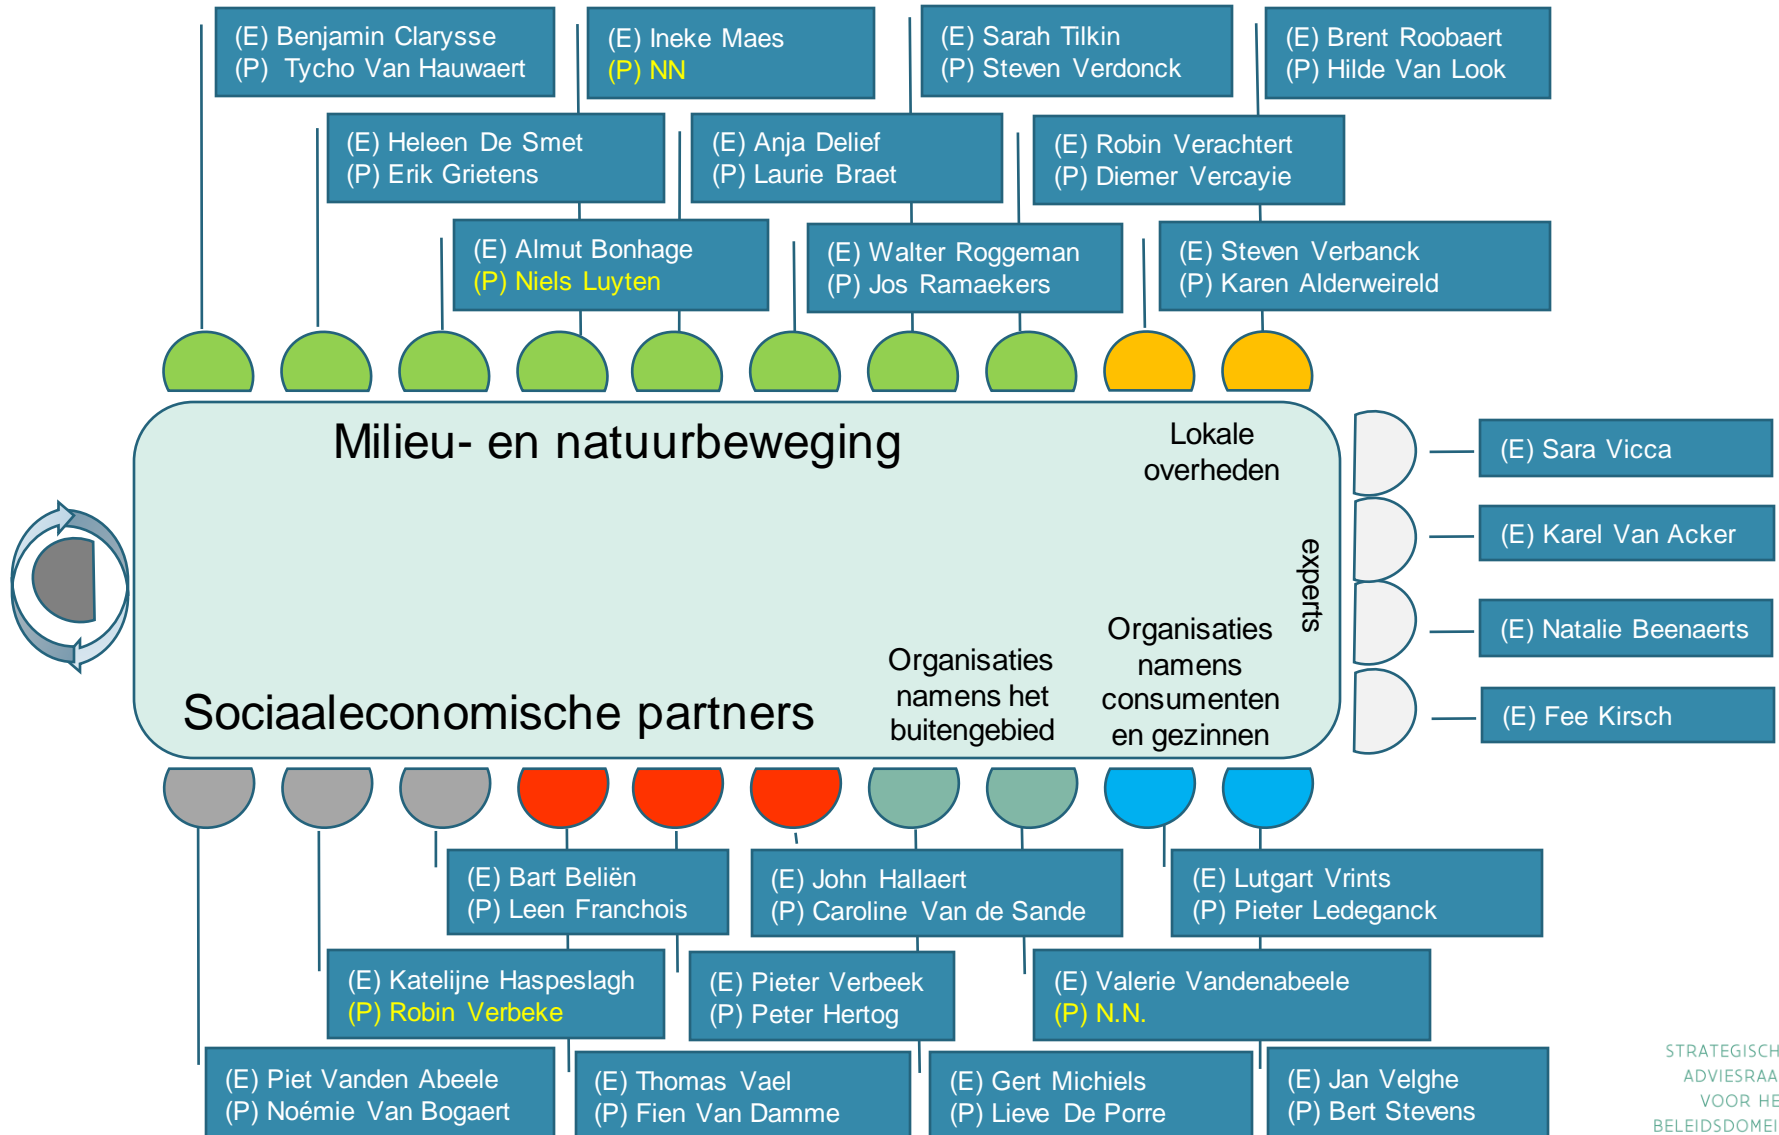 (E) Benjamin Clarysse
(P) Tycho Van Hauwaert
(E) Ineke Maes
(P) NN
(E) Sarah Tilkin
(P) Steven Verdonck
(E) Brent Roobaert
(P) Hilde Van Look
(E) Heleen De Smet
(P) Erik Grietens
(E) Anja Delief
(P) Laurie Braet
(E) Robin Verachtert
(P) Diemer Vercayie
(E) Almut Bonhage
(P) Niels Luyten
(E) Walter Roggeman
(P) Jos Ramaekers
(E) Steven Verbanck
(P) Karen Alderweireld
Milieu- en natuurbeweging
Lokale
overheden
(E) Sara Vicca
(E) Karel Van Acker
experts
(E) Natalie Beenaerts
(E) Fee Kirsch
Sociaaleconomische partners
Organisaties
namens het
buitengebied
Organisaties
namens
consumenten
en gezinnen
(E) Bart Beliën
(P) Leen Franchois
(E) John Hallaert
(P) Caroline Van de Sande
(E) Lutgart Vrints
(P) Pieter Ledeganck
(E) Katelijne Haspeslagh
(P) Robin Verbeke
(E) Pieter Verbeek
(P) Peter Hertog
(E) Valerie Vandenabeele
(P) N.N.
(E) Piet Vanden Abeele
(P) Noémie Van Bogaert
(E) Thomas Vael
(P) Fien Van Damme
(E) Gert Michiels
(P) Lieve De Porre
(E) Jan Velghe
(P) Bert Stevens
STRATEGISCH
ADVIESRAA
VOOR HE
BELEIDSDOMEI